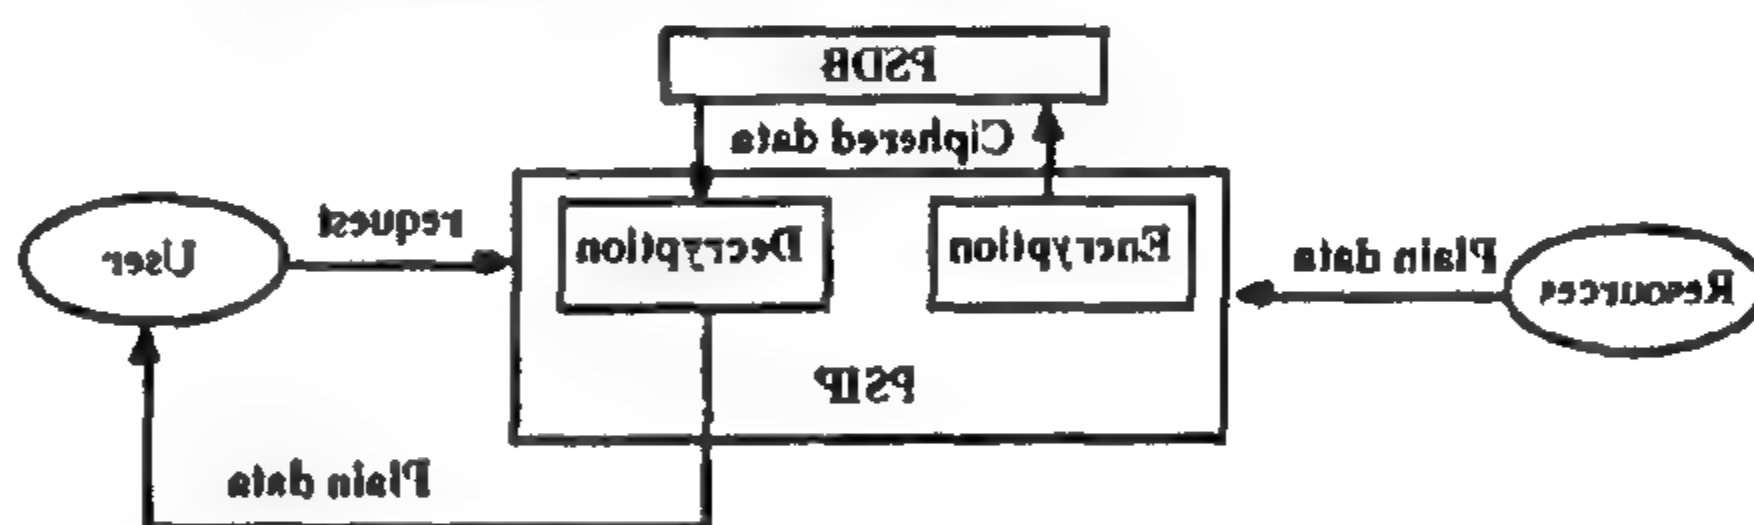 PSDB
Ciphered data
request
User
Decryption
Encryption
Plain data
Resources
PSIP
Plain data